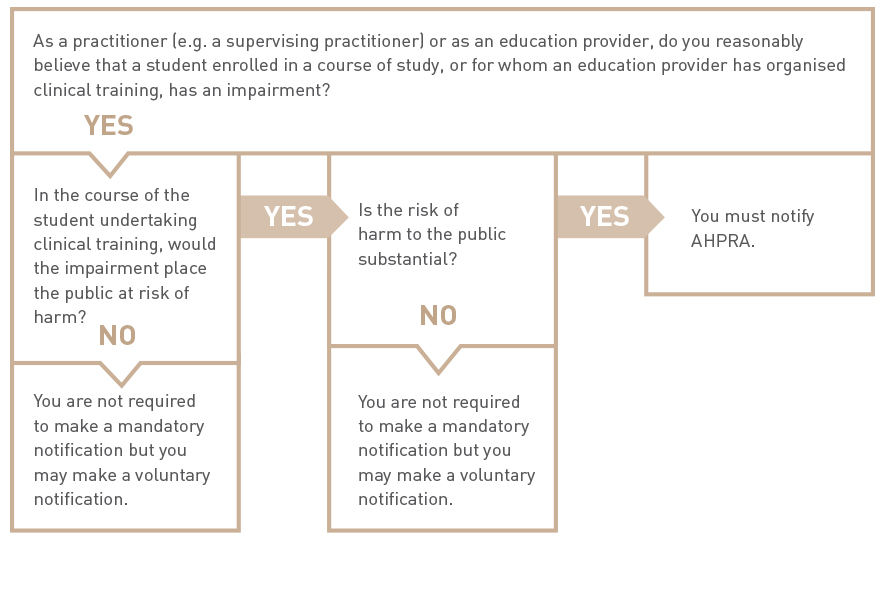 As a practitioner (e.g. a supervising practitioner) or as an education provider, do you reasonably
believe that a student enrolled in a course of study, or for whom an education provider has organised
clinical training, has an impairment?
YES
In the course of the
student undertaking
clinical training, would
the impairment place
the public at risk of
harm?
NO
You are not required
to make a mandatory
notification but you
may make a voluntary
notification.
YES
Is the risk of
harm to the public
substantial?
NO
You are not required
to make a mandatory
notification but you
may make a voluntary
notification.
YES
You must notify
AHPRA.